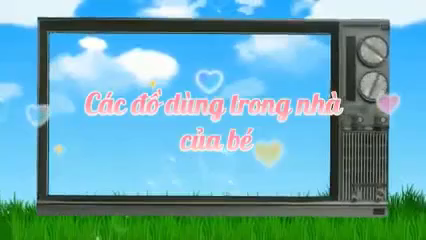 Các đồ dùng trong nhà
của bé